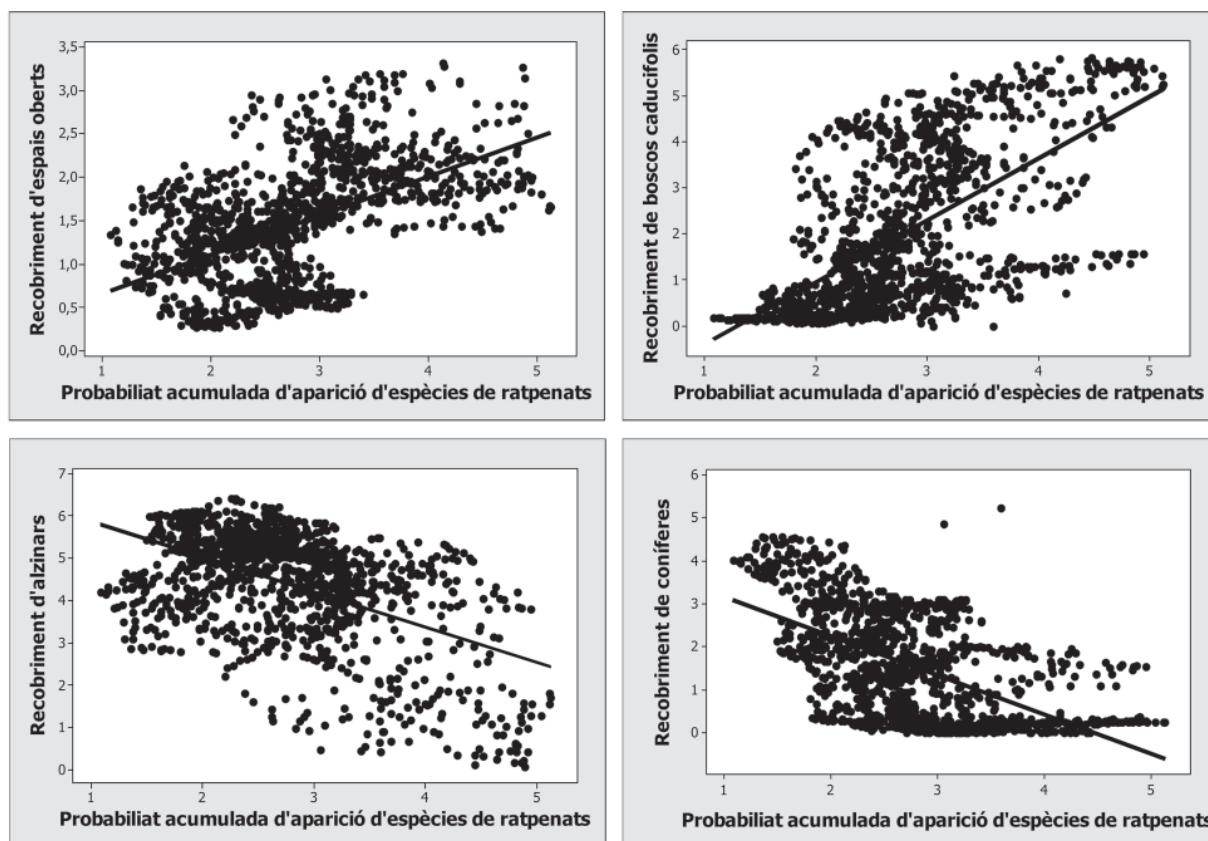 Recobriment d'espais oberts
3,5
3,0
2,5
2,0
1,5
1,0
0,5
0,0
1 2 3 4 5
Probabiliat acumulada d'aparició d'espècies de ratpenats
Recobriment de boscos caducifolis
6
5
4
3
2
1
0
1 2 3 4 5
Probabiliat acumulada d'aparició d'espècies de ratpenats
Recobriment d'alzinars
7
6
5
4
3
2
1
0
1 2 3 4 5
Probabiliat acumulada d'aparició d'espècies de ratpenats
Recobriment de coníferes
6
5
4
3
2
1
0
1 2 3 4 5
Probabiliat acumulada d'aparició d'espècies de ratpenats